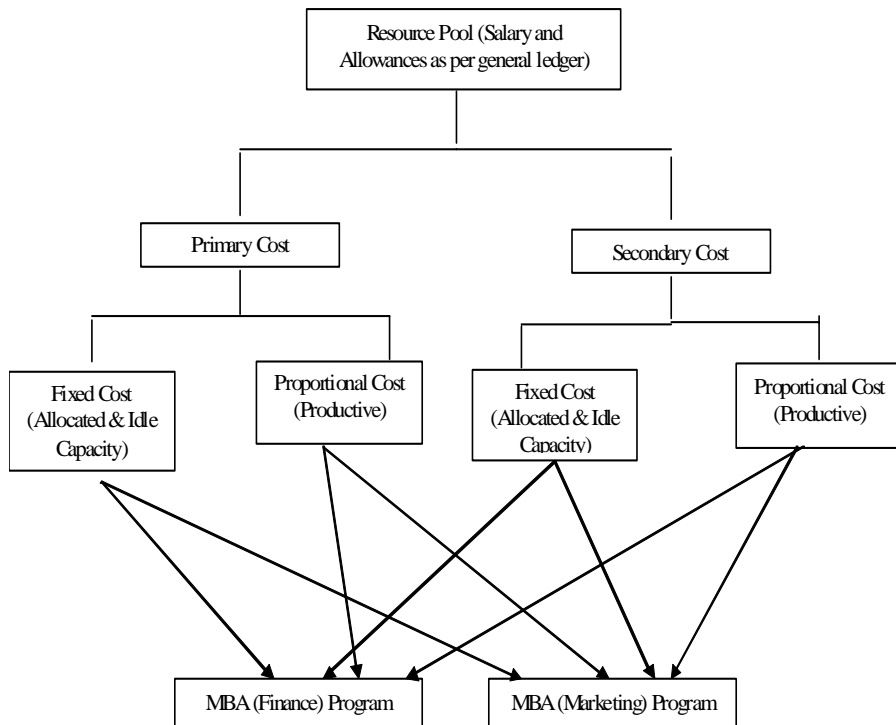 Resource Pool (Salary and
Allowances as per general ledger)
Primary Cost
Secondary Cost
Fixed Cost
(Allocated & Idle
Capacity)
Proportional Cost
(Productive)
Fixed Cost
(Allocated & Idle
Capacity)
Proportional Cost
(Productive)
MBA (Finance) Program
MBA (Marketing) Program